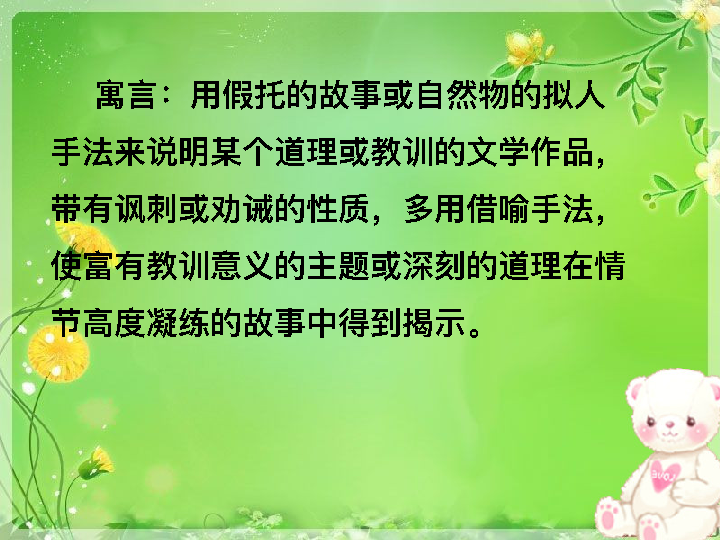 寓言：用假托的故事或自然物的拟人
手法来说明某个道理或教训的文学作品，
带有讽刺或劝诫的性质，多用借喻手法，
使富有教训意义的主题或深刻的道理在情
节高度凝练的故事中得到揭示。